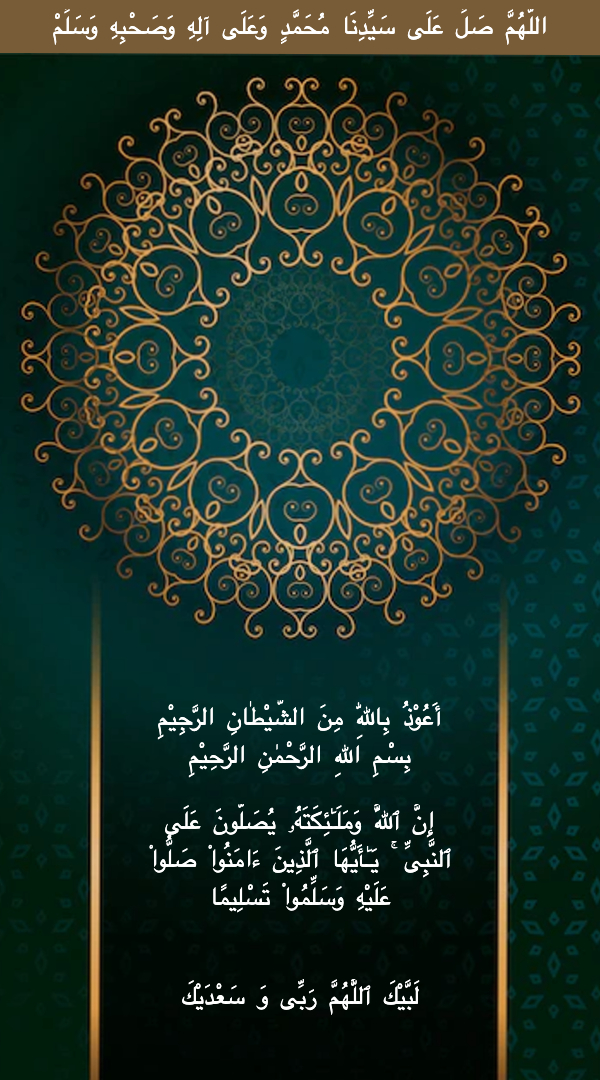 اللّٰهُمَّ صَلَ عَلَى سَيِّدِنَا مُحَمَّدٍ وَعَلَى آلِهِ وَصَحْبِهِ وَسَلَمْ
أَعُوْذُ بِاللّٰهِ مِنَ الشَّيْطٰانِ الرَّجِيْمِ
بِسْمِ اللّٰهِ الرَّحْمٰنِ الرَّحِيْمِ
إِنَّ ٱللّٰهَ وَمَلَـٰٓئِكَتَهُۥ يُصَلُّونَ عَلَى
ٱلنَّبِىِّ ۚ يَـٰٓأَيُّهَا ٱلَّذِينَ ءَامَنُوا۟ صَلُّوا۟
عَلَيْهِ وَسَلِّمُوا۟ تَسْلِيمًا
لَبَّيْكَ ٱللّٰهُمَّ رَبِّى وَ سَعْدَيْكَ